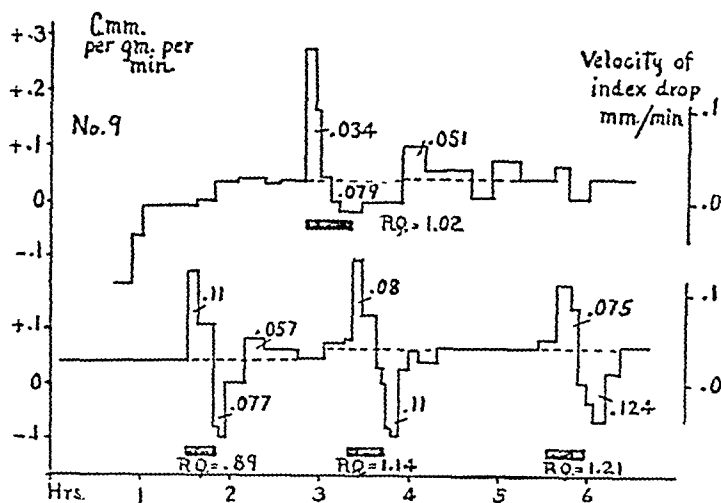 Cmm.
per gm. per
min.
No.9
+.3
+.2
+.1
0
-.1
Velocity of
index drop
mm/min
.1
.0
.034
.079
.051
R.Q.=1.02
+.1
0
-.1
.1
.0
.11
.077
.057
.08
.11
.075
.124
R.Q.=.89
R.Q.=1.14
R.Q.=1.21
Hrs. 1 2 3 4 5 6